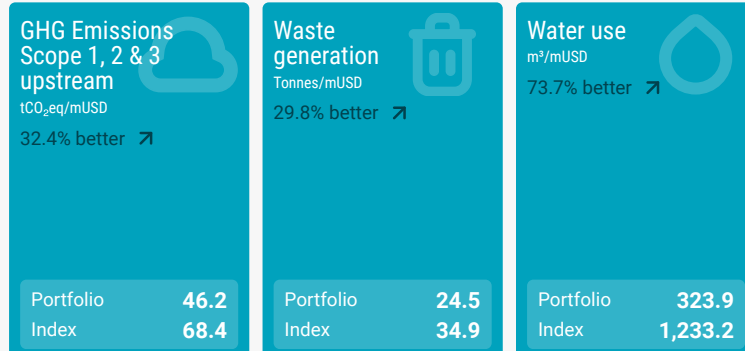 GHG Emissions
Scope 1, 2 & 3
upstream
tCO₂eq/mUSD
32.4% better
Portfolio 46.2
Index 68.4
Waste
generation
Tonnes/mUSD
29.8% better
Portfolio 24.5
Index 34.9
Water use
m³/mUSD
73.7% better
Portfolio 323.9
Index 1,233.2